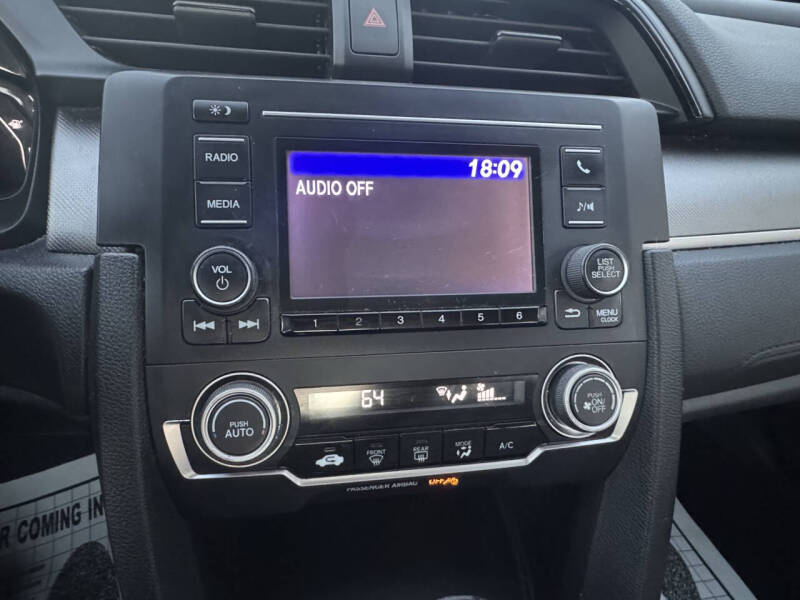 RADIO
MEDIA
VOL
18:09
AUDIO OFF
LIST
PUSH
SELECT
MENU
CLOCK
1 2 3 4 5 6
64
PUSH
AUTO
PUSH
ON/
OFF
FRONT
REAR
MODE
A/C
PASSENGER AIRBAG
OFF
COMING IN